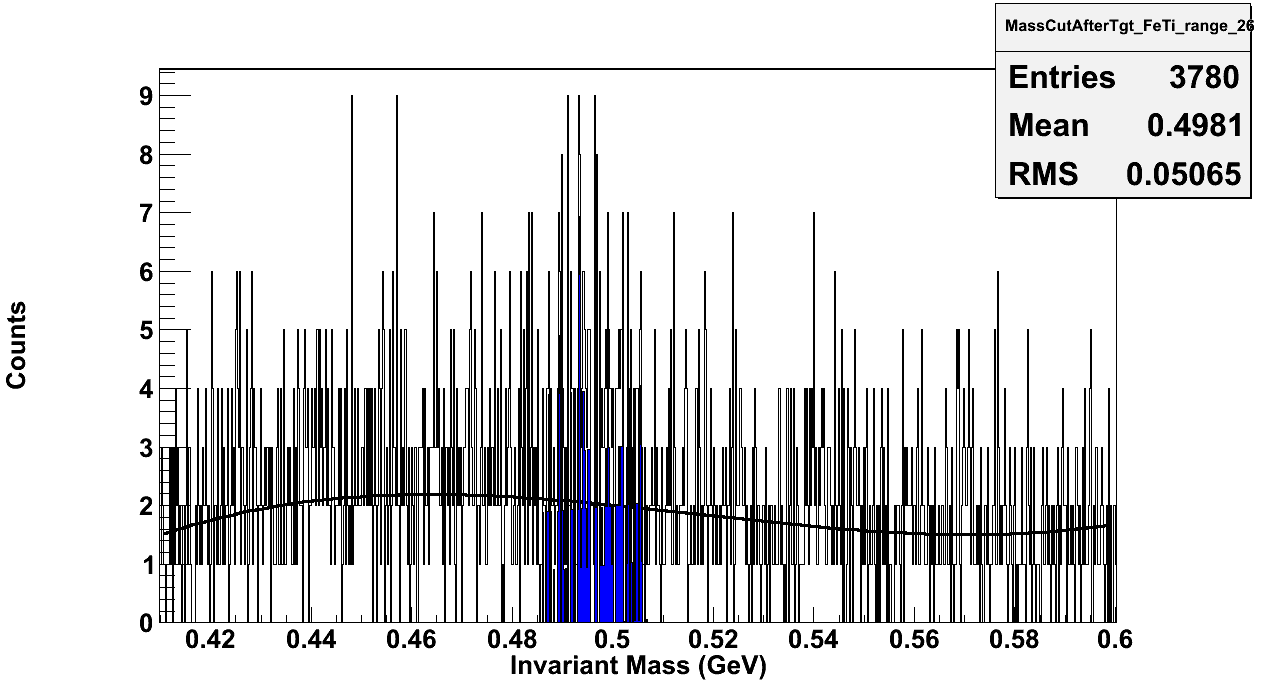 MassCutAfterTgt_FeTi_range_26
Entries 3780
Mean 0.4981
RMS 0.05065
Counts
9
8
7
6
5
4
3
2
1
0
0.42 0.44 0.46 0.48 0.5 0.52 0.54 0.56 0.58 0.6
Invariant Mass (GeV)